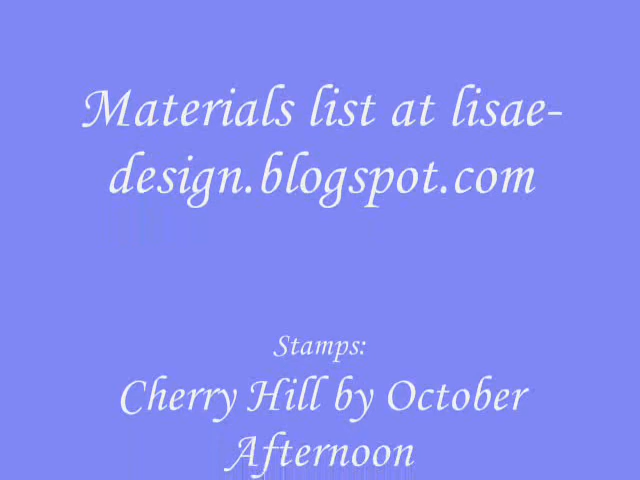 Materials list at lisae-
design.blogspot.com
Stamps:
Cherry Hill by October
Afternoon